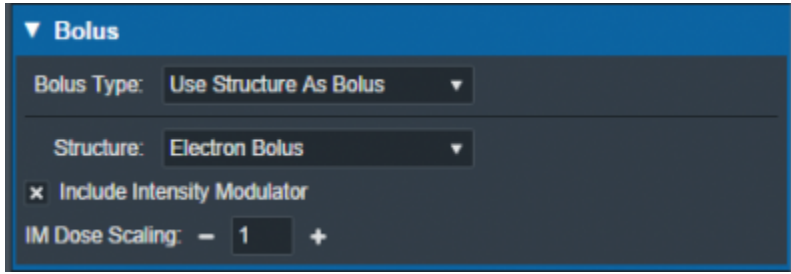 Bolus
Bolus Type: Use Structure As Bolus
Structure: Electron Bolus
Include Intensity Modulator
IM Dose Scaling: − 1 +